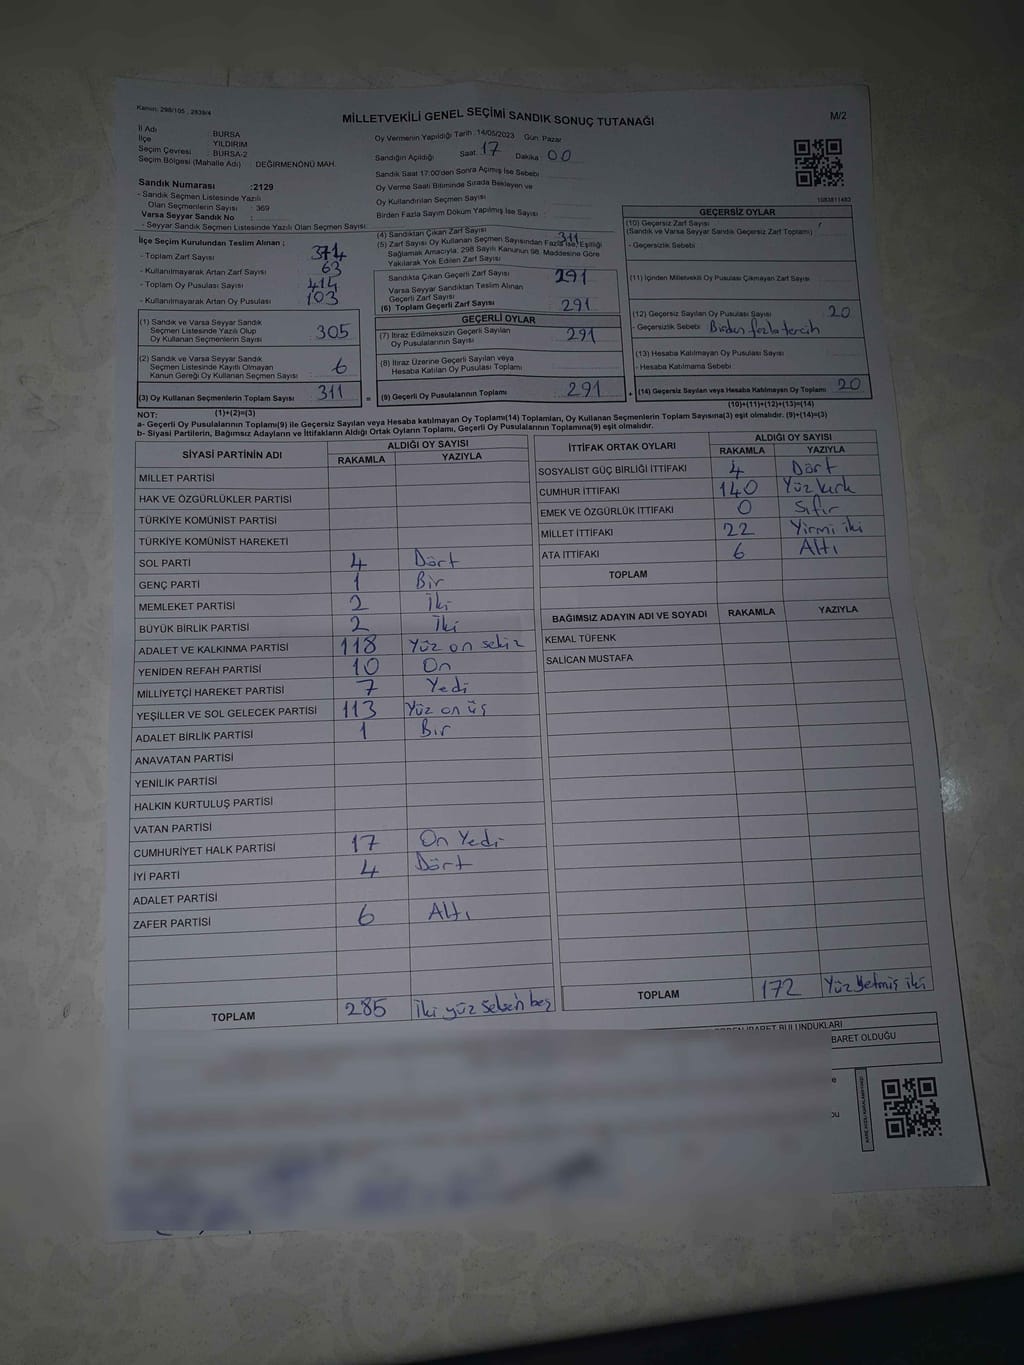 Kanun: 298/105 , 2839/4
MİLLETVEKİLİ GENEL SEÇİMİ SANDIK SONUÇ TUTANAĞI
M/2
İl Adı BURSA
İlçe YILDIRIM
Seçim Çevresi : BURSA-2
Seçim Bölgesi (Mahalle Adı) : DEĞİRMENÖNÜ MAH.
Sandık Numarası :2129
- Sandık Seçmen Listesinde Yazılı
Olan Seçmenlerin Sayısı : 369
Varsa Seyyar Sandık No :
- Seyyar Sandık Seçmen Listesinde Yazılı Olan Seçmen Sayısı:
Oy Vermenin Yapıldığı Tarih : 14/05/2023 Gün: Pazar
Sandığın Açıldığı Saat: 17 Dakika : 00
Sandık Saat 17:00'den Sonra Açımış İse Sebebi
Oy Verme Saati Bitiminde Sırada Bekleyen ve
Oy Kullandırılan Seçmen Sayısı
Birden Fazla Sayım Döküm Yapılmış İse Sayısı
1083811483
İlçe Seçim Kurulundan Teslim Alınan ;
- Toplam Zarf Sayısı 374
- Kullanılmayarak Artan Zarf Sayısı 63
- Toplam Oy Pusulası Sayısı 414
- Kullanılmayarak Artan Oy Pusulası 103
(4) Sandıktan Çıkan Zarf Sayısı 311
(5) Zarf Sayısı Oy Kullanan Seçmen Sayısından Fazla İse, Eşitliği
Sağlamak Amacıyla, 298 Sayılı Kanunun 98. Maddesine Göre
Yakılarak Yok Edilen Zarf Sayısı
Sandıkta Çıkan Geçerli Zarf Sayısı 291
Varsa Seyyar Sandıktan Teslim Alınan
Geçerli Zarf Sayısı
(6) Toplam Geçerli Zarf Sayısı 291
GEÇERLİ OYLAR
(7) İtiraz Edilmeksizin Geçerli Sayılan
Oy Pusulalarının Sayısı 291
(8) İtiraz Üzerine Geçerli Sayılan veya
Hesaba Katılan Oy Pusulası Toplamı
(9) Geçerli Oy Pusulalarının Toplamı 291
GEÇERSİZ OYLAR
(10) Geçersiz Zarf Sayısı
(Sandık ve Varsa Seyyar Sandık Geçersiz Zarf Toplamı)
- Geçersizlik Sebebi
(11) İçinden Milletvekili Oy Pusulası Çıkmayan Zarf Sayısı
(12) Geçersiz Sayılan Oy Pusulası Sayısı 20
- Geçersizlik Sebebi Birden fazla tercih
(13) Hesaba Katılmayan Oy Pusulası Sayısı
- Hesaba Katılmama Sebebi
(14) Geçersiz Sayılan veya Hesaba Katılmayan Oy Toplamı 20
(10)+(11)+(12)+(13)=(14)
(1) Sandık ve Varsa Seyyar Sandık
Seçmen Listesinde Yazılı Olup
Oy Kullanan Seçmenlerin Sayısı 305
(2) Sandık ve Varsa Seyyar Sandık
Seçmen Listesinde Kayıtlı Olmayan
Kanun Gereği Oy Kullanan Seçmen Sayısı 6
(3) Oy Kullanan Seçmenlerin Toplam Sayısı 311
= +
NOT: (1)+(2)=(3)
a- Geçerli Oy Pusulalarının Toplamı(9) ile Geçersiz Sayılan veya Hesaba Katılmayan Oy Toplamı(14) Toplamları, Oy Kullanan Seçmenlerin Toplam Sayısına(3) eşit olmalıdır. (9)+(14)=(3)
b- Siyasi Partilerin, Bağımsız Adayların ve İttifakların Aldığı Ortak Oyların Toplamı, Geçerli Oy Pusulalarının Toplamına(9) eşit olmalıdır.
SİYASİ PARTİNİN ADI
ALDIĞI OY SAYISI
RAKAMLA YAZIYLA
MİLLET PARTİSİ
HAK VE ÖZGÜRLÜKLER PARTİSİ
TÜRKİYE KOMÜNİST PARTİSİ
TÜRKİYE KOMÜNİST HAREKETİ
SOL PARTİ 4 Dört
GENÇ PARTİ 1 Bir
MEMLEKET PARTİSİ 2 İki
BÜYÜK BİRLİK PARTİSİ 2 İki
ADALET VE KALKINMA PARTİSİ 118 Yüz on sekiz
YENİDEN REFAH PARTİSİ 10 On
MİLLİYETÇİ HAREKET PARTİSİ 7 Yedi
YEŞİLLER VE SOL GELECEK PARTİSİ 113 Yüz on üç
ADALET BİRLİK PARTİSİ 1 Bir
ANAVATAN PARTİSİ
YENİLİK PARTİSİ
HALKIN KURTULUŞ PARTİSİ
VATAN PARTİSİ
CUMHURİYET HALK PARTİSİ 17 On Yedi
İYİ PARTİ 4 Dört
ADALET PARTİSİ
ZAFER PARTİSİ 6 Altı
TOPLAM 285 İki yüz seksen beş
İTTİFAK ORTAK OYLARI
ALDIĞI OY SAYISI
RAKAMLA YAZIYLA
SOSYALİST GÜÇ BİRLİĞİ İTTİFAKI 4 Dört
CUMHUR İTTİFAKI 140 Yüz kırk
EMEK VE ÖZGÜRLÜK İTTİFAKI 0 Sıfır
MİLLET İTTİFAKI 22 Yirmi iki
ATA İTTİFAKI 6 Altı
TOPLAM
BAĞIMSIZ ADAYIN ADI VE SOYADI RAKAMLA YAZIYLA
KEMAL TÜFENK
SALİCAN MUSTAFA
TOPLAM 172 Yüz Yetmiş iki
BULUNDUKLARI
BARET OLDUĞU